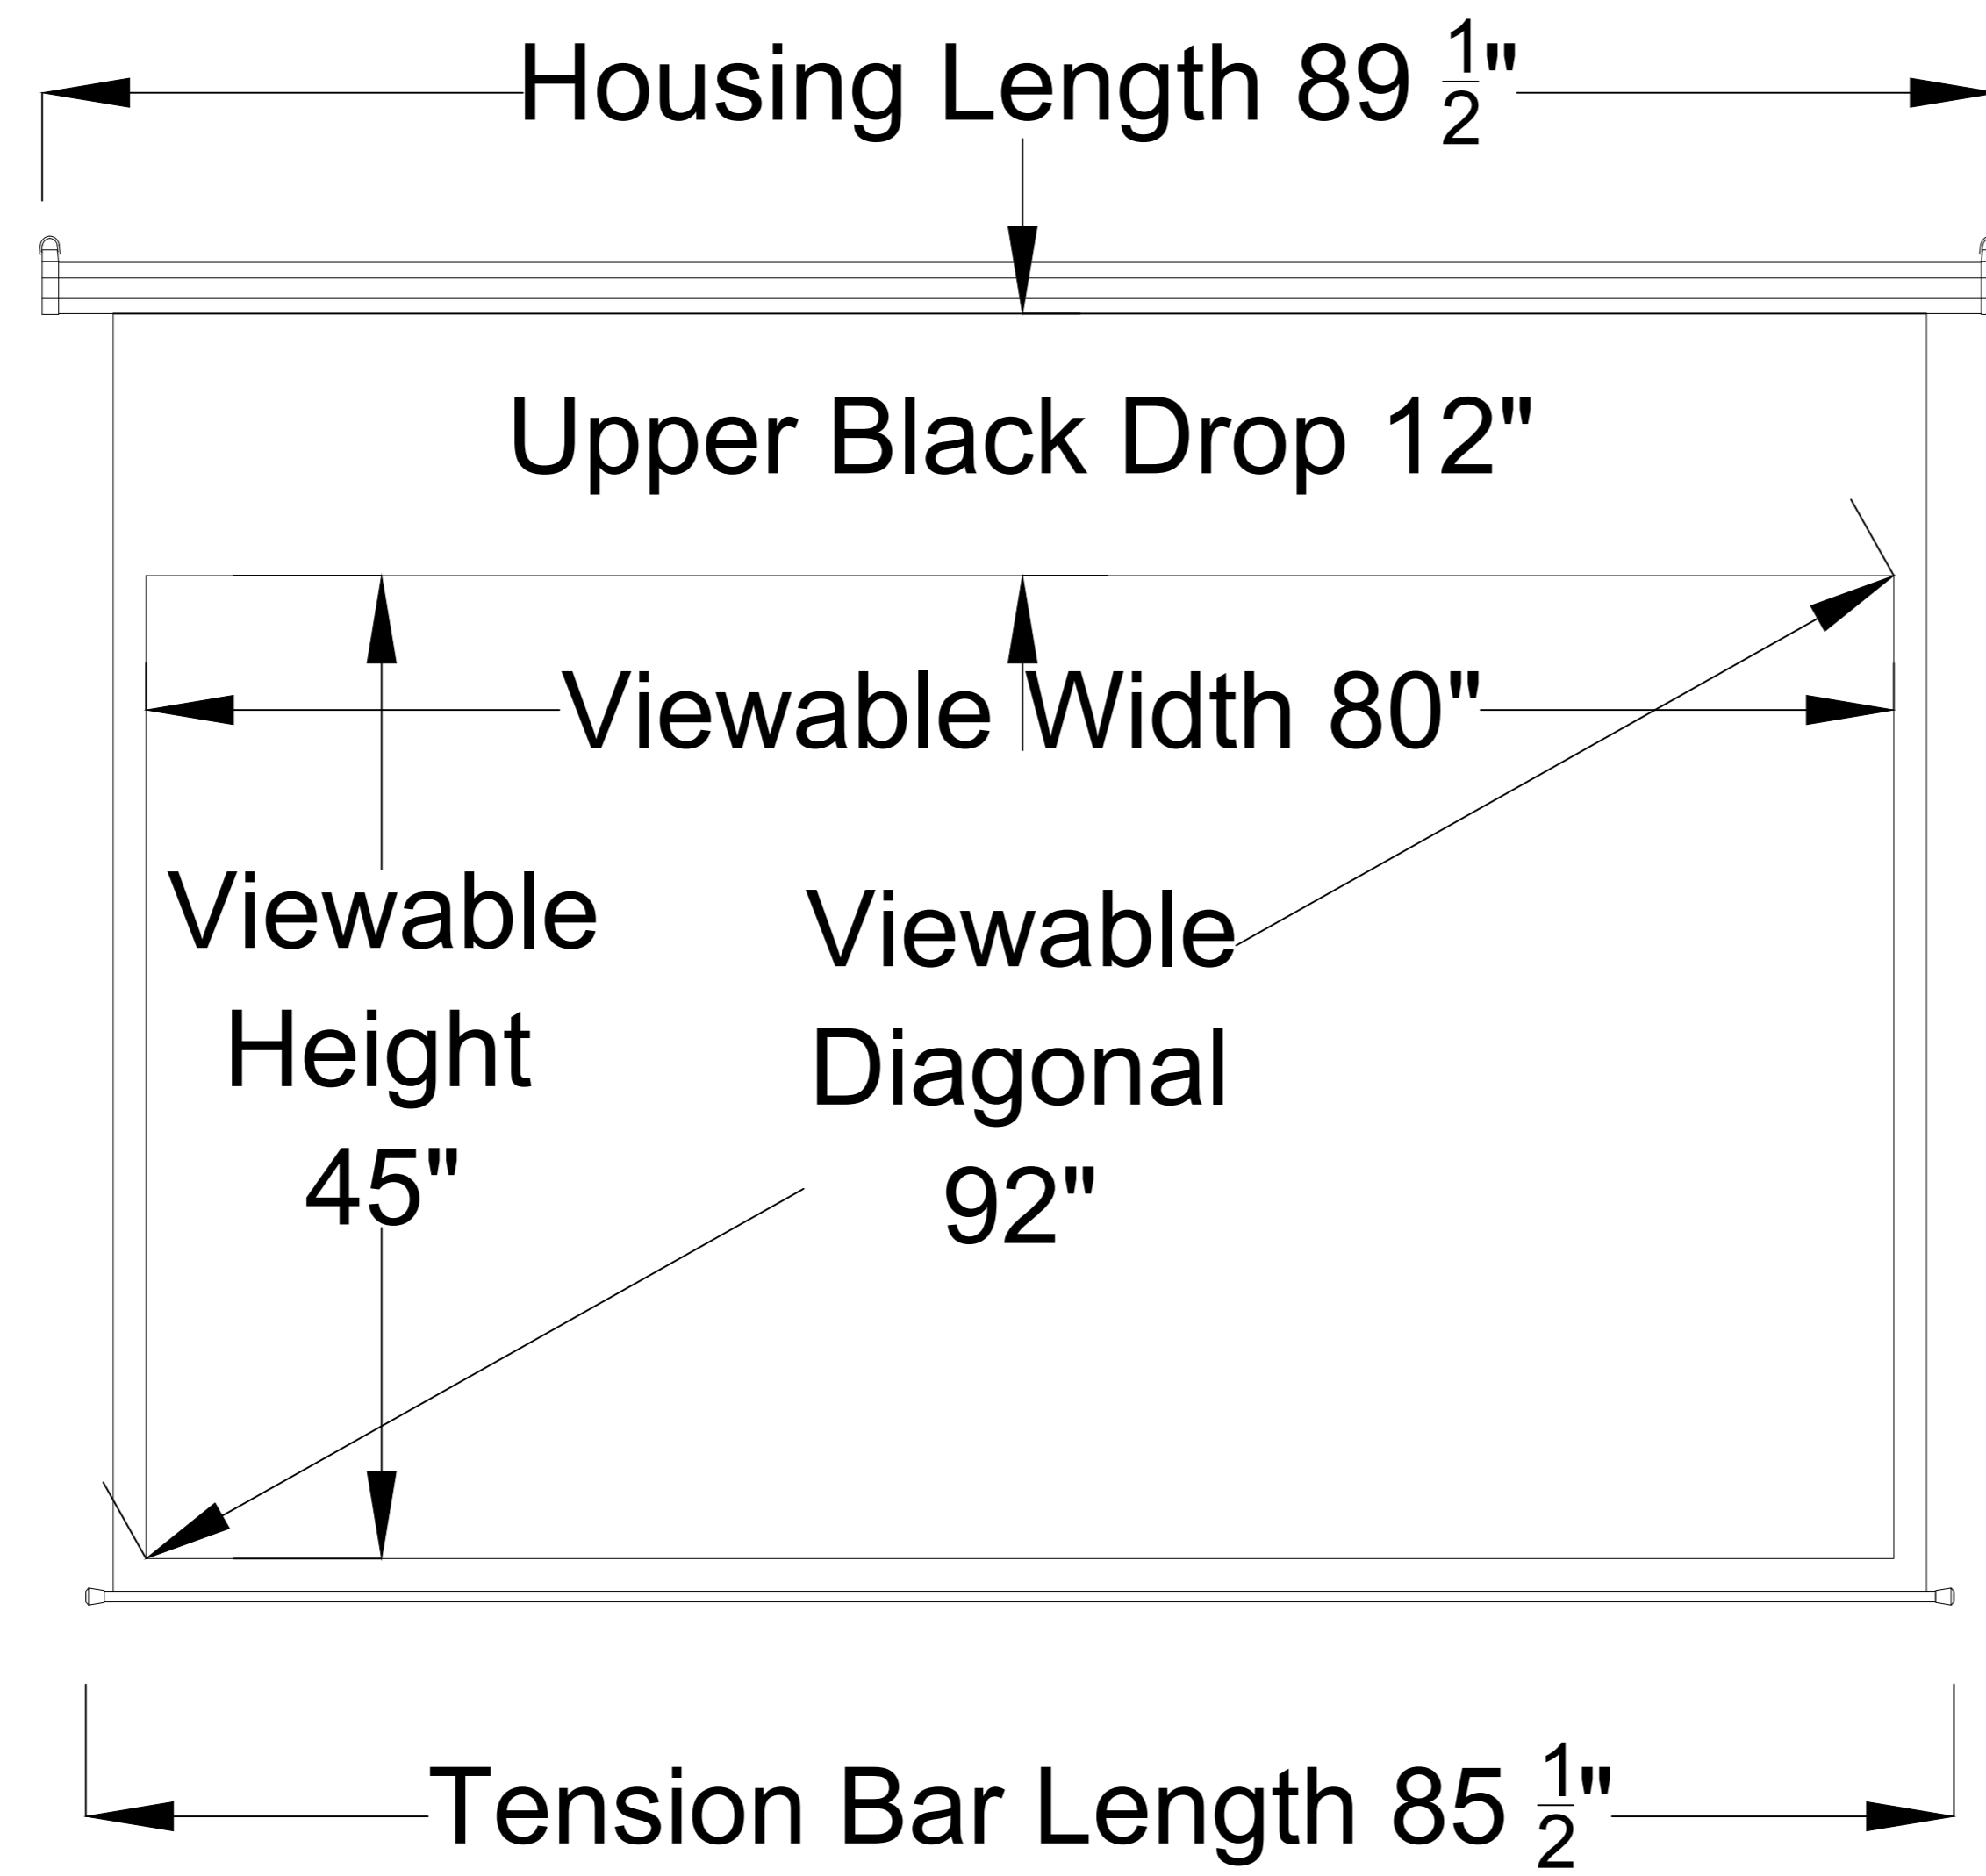 Housing Length 89 1/2"
Upper Black Drop 12"
Viewable Width 80"
Viewable
Height
45"
Viewable
Diagonal
92"
Tension Bar Length 85 1/2"